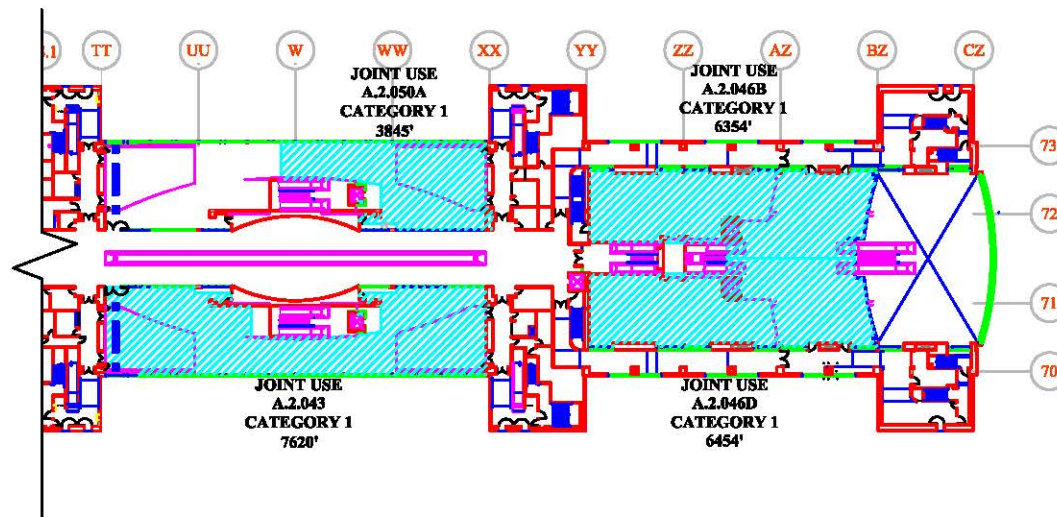 .1
TT
UU
W
WW
XX
YY
ZZ
AZ
BZ
CZ
JOINT USE
A.2.050A
CATEGORY 1
3845'
JOINT USE
A.2.046B
CATEGORY 1
6354'
73
72
71
70
JOINT USE
A.2.043
CATEGORY 1
7620'
JOINT USE
A.2.046D
CATEGORY 1
6454'